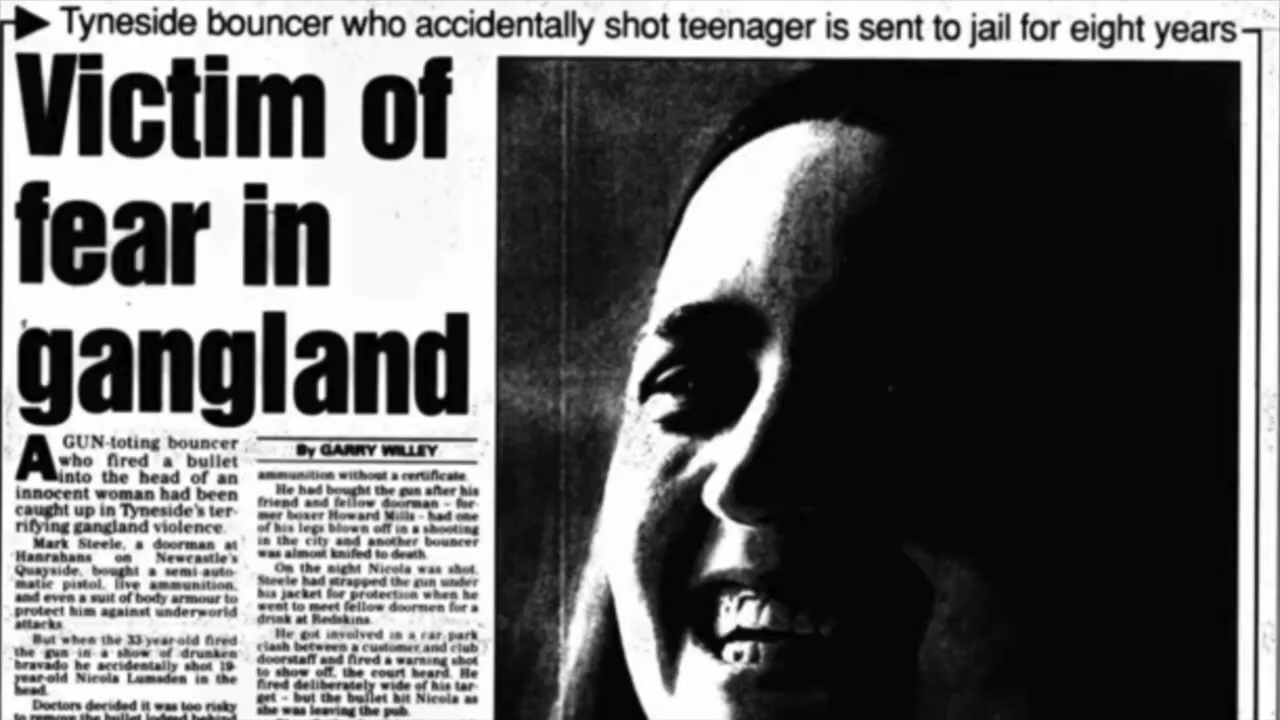 Tyneside bouncer who accidentally shot teenager is sent to jail for eight years
Victim of
fear in
gangland
A GUN-toting bouncer
who fired a bullet
into the head of an
innocent woman had been
caught up in Tyneside's ter-
rifying gangland violence.
Mark Steele, a doorman at
Hanrahans on Newcastle's
Quayside, bought a semi-auto-
matic pistol, live ammunition,
and even a suit of body armour to
protect him against underworld
attacks.
But when the 33-year-old fired
the gun in a show of drunken
bravado he accidentally shot 19-
year-old Nicola Lumsden in the
head.
Doctors decided it was too risky
to remove the bullet lodged behind
By GARRY WILLEY
ammunition without a certificate.
He had bought the gun after his
friend and fellow doorman - for-
mer boxer Howard Mills - had one
of his legs blown off in a shooting
in the city and another bouncer
was almost knifed to death.
On the night Nicola was shot,
Steele had strapped the gun under
his jacket for protection when he
went to meet fellow doormen for a
drink at Redskins.
He got involved in a car park
clash between a customer and club
doorstaff and fired a warning shot
to show off, the court heard. He
fired deliberately wide of his tar-
get - but the bullet hit Nicola as
she was leaving the pub.